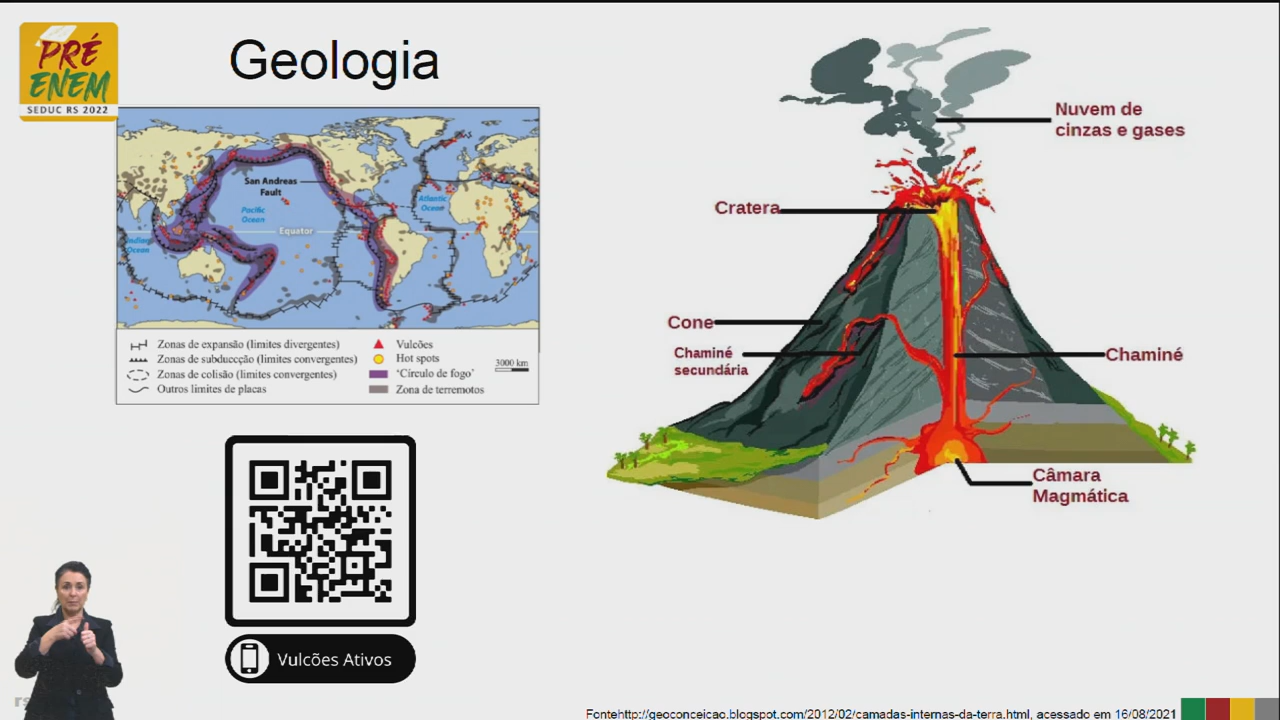 PRÉ
ENEM
SEDUC RS 2022
Geologia
San Andreas
Fault
Pacific
Ocean
Atlantic
Ocean
Equator
Indian
Ocean
Zonas de expansão (limites divergentes)
Zonas de subducção (limites convergentes)
Zonas de colisão (limites convergentes)
Outros limites de placas
Vulcões
Hot spots
‘Círculo de fogo’
Zona de terremotos
3000 km
Nuvem de
cinzas e gases
Cratera
Cone
Chaminé
secundária
Chaminé
Câmara
Magmática
Vulcões Ativos
Fontehttp://geoconceicao.blogspot.com/2012/02/camadas-internas-da-terra.html, acessado em 16/08/2021